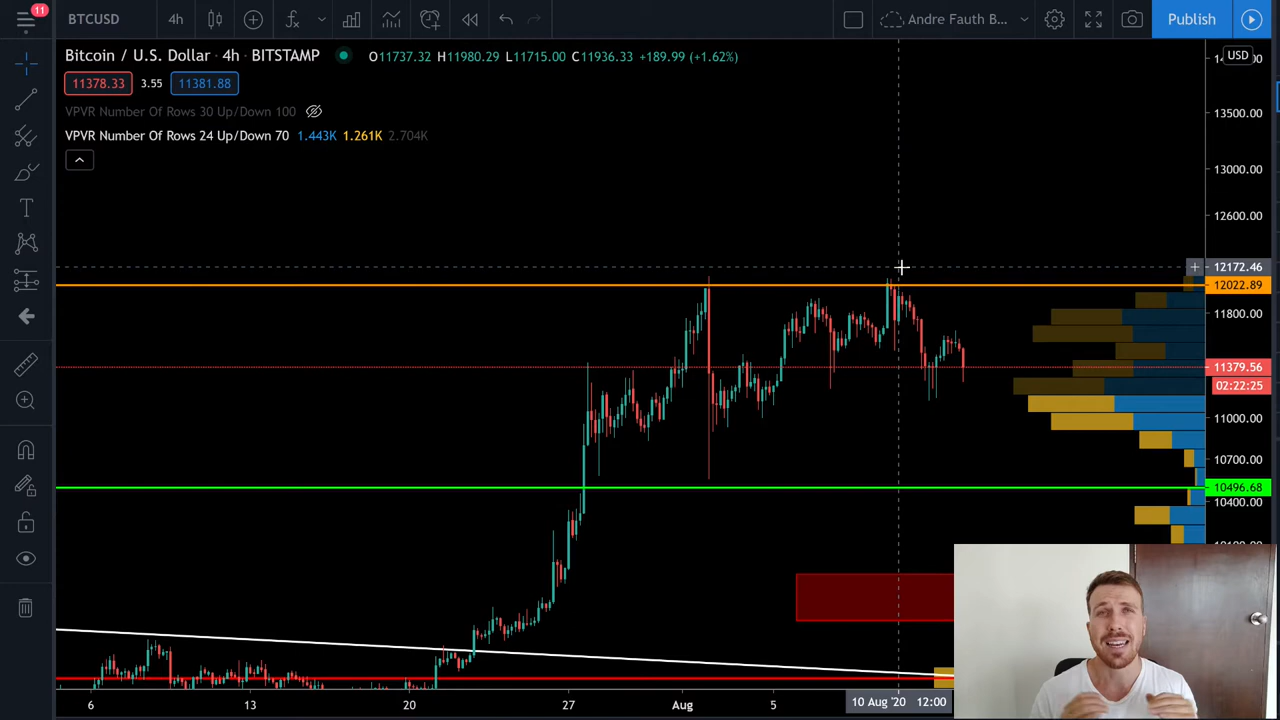 11
BTCUSD 4h Andre Fauth B... Publish
Bitcoin / U.S. Dollar · 4h · BITSTAMP O11737.32 H11980.29 L11715.00 C11936.33 +189.99 (+1.62%)
USD
11378.33 3.55 11381.88
VPVR Number Of Rows 30 Up/Down 100
13500.00
VPVR Number Of Rows 24 Up/Down 70 1.443K 1.261K 2.704K
13000.00
12600.00
12172.46
12022.89
11800.00
11379.56
02:22:25
11000.00
10700.00
10496.68
10400.00
6 13 20 27 Aug 5 10 Aug '20 12:00